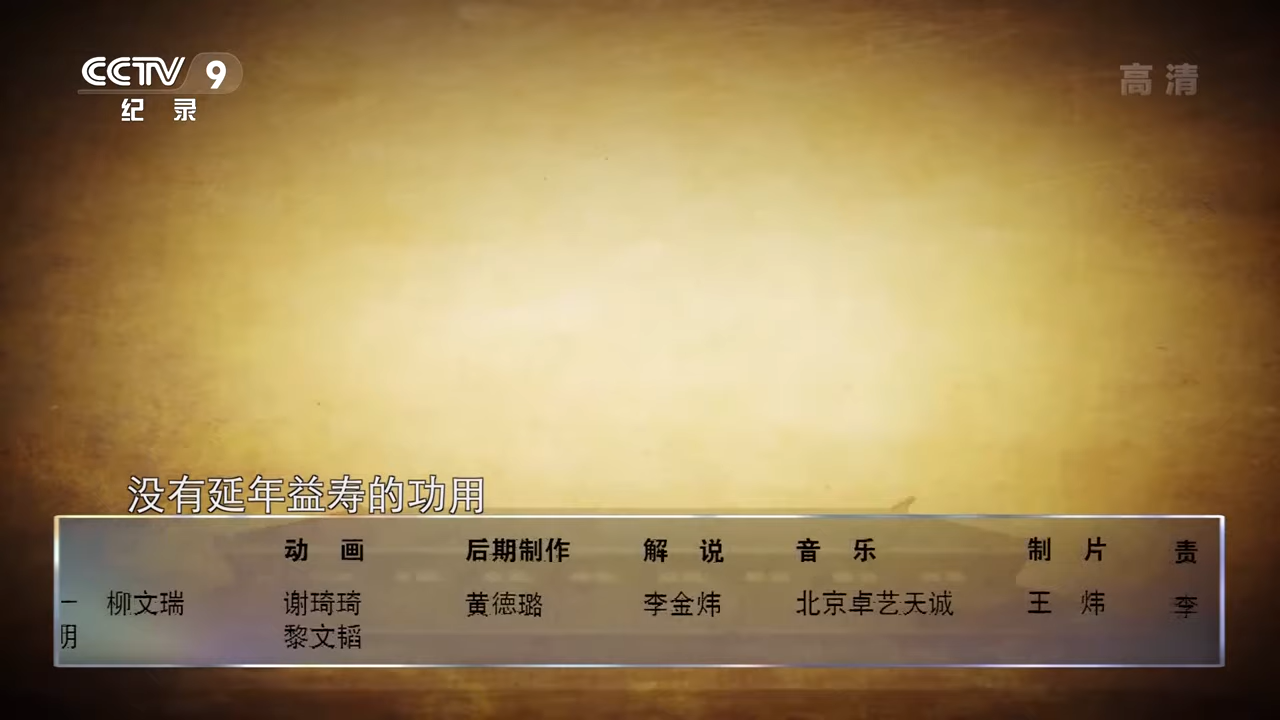 CCTV 9
纪 录
高清
没有延年益寿的功用
动 画 后期制作 解 说 音 乐 制 片 责
一 柳文瑞 谢琦琦 黄德璐 李金炜 北京卓艺天诚 王 炜 李
明 黎文韬